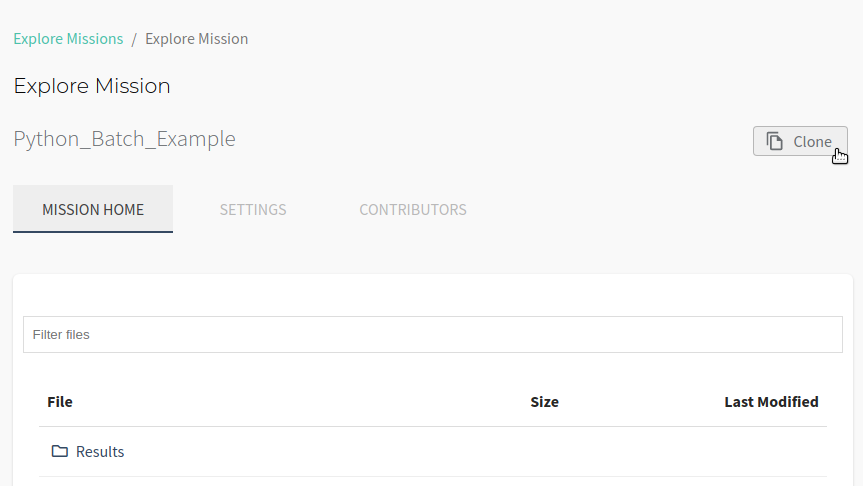 Explore Missions / Explore Mission
Explore Mission
Python_Batch_Example
Clone
MISSION HOME SETTINGS CONTRIBUTORS
Filter files
File Size Last Modified
Results